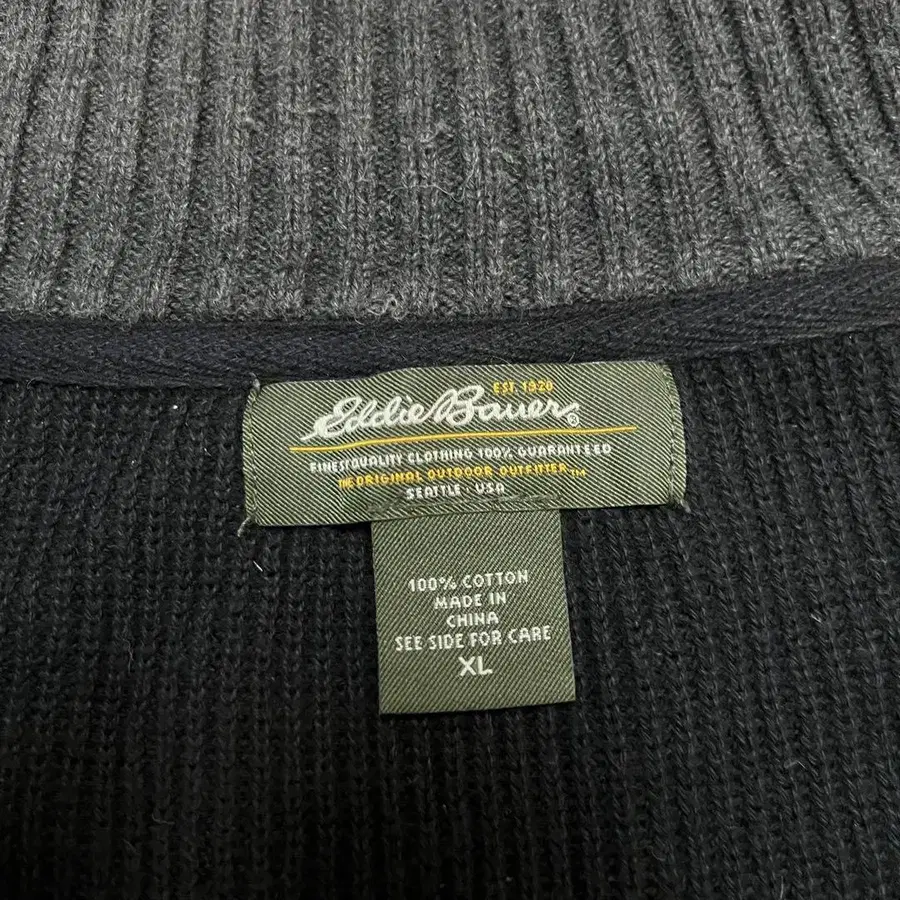 EST. 1920
Eddie Bauer®
FINEST QUALITY CLOTHING 100% GUARANTEED
THE ORIGINAL OUTDOOR OUTFITTER™
SEATTLE · USA
100% COTTON
MADE IN
CHINA
SEE SIDE FOR CARE
XL